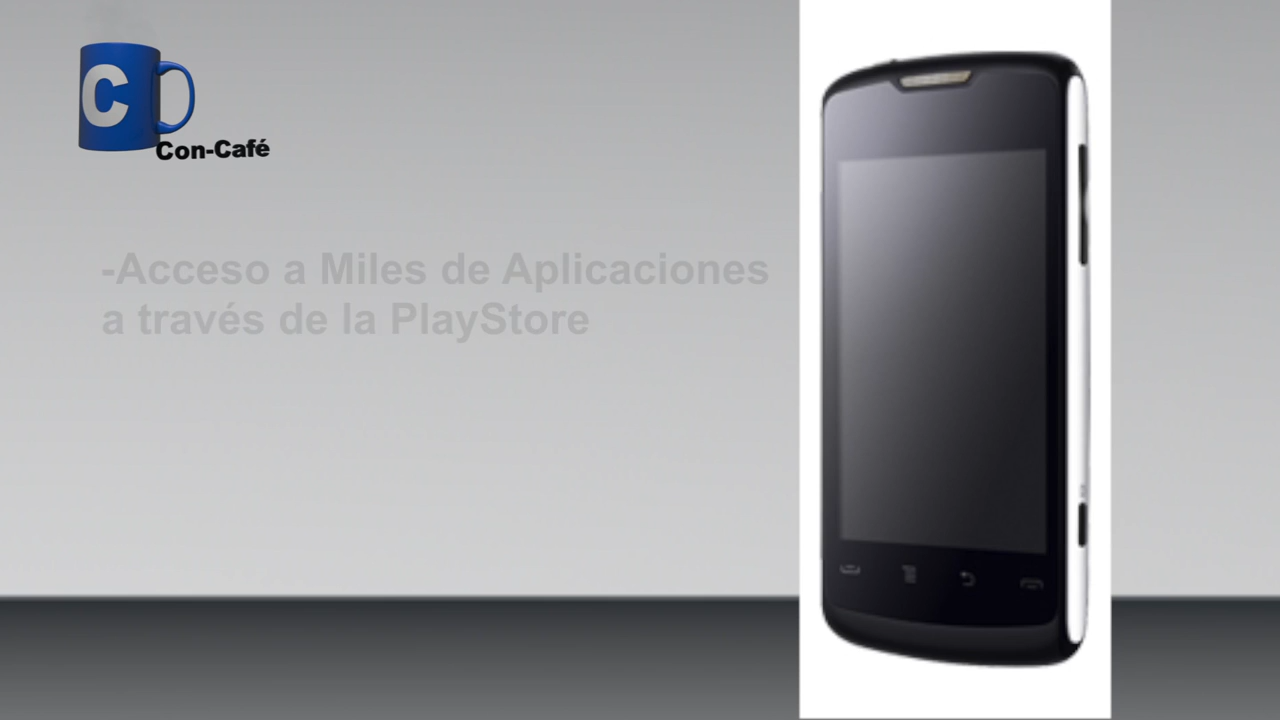 C
Con-Café
-Acceso a Miles de Aplicaciones
a través de la PlayStore